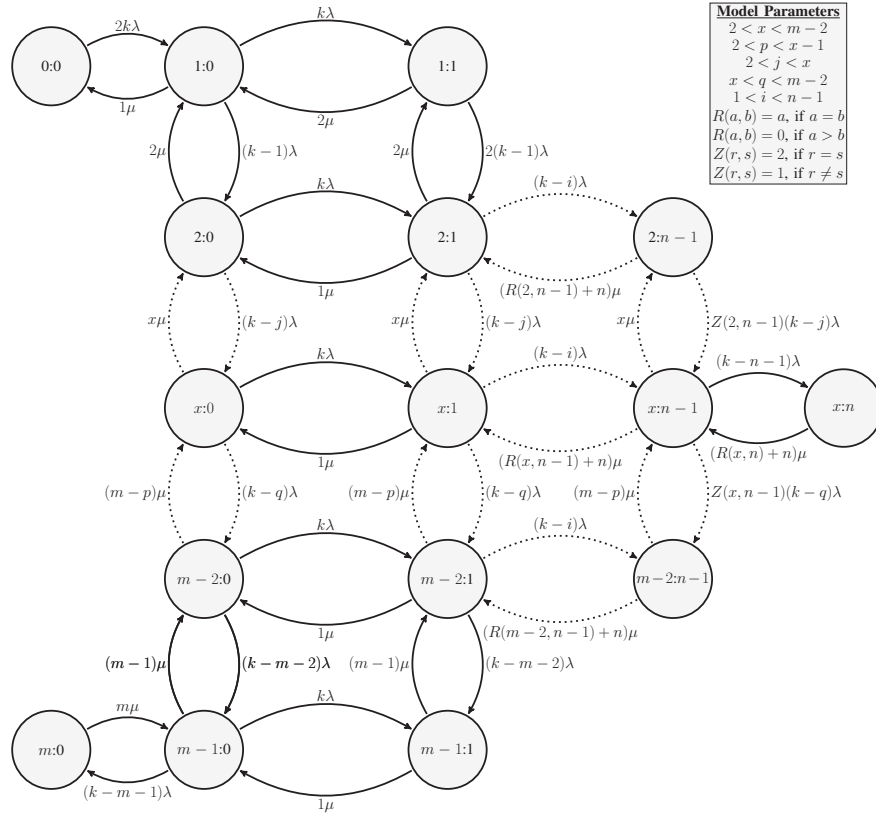 Model Parameters
2 < x < m − 2
2 < p < x − 1
2 < j < x
x < q < m − 2
1 < i < n − 1
R(a, b) = a, if a = b
R(a, b) = 0, if a > b
Z(r, s) = 2, if r = s
Z(r, s) = 1, if r ≠ s
2kλ
kλ
0:0
1:0
1:1
1μ
2μ
2μ
(k − 1)λ
2μ
2(k − 1)λ
kλ
(k − i)λ
2:0
2:1
2:n − 1
1μ
(R(2, n − 1) + n)μ
xμ
(k − j)λ
xμ
(k − j)λ
xμ
Z(2, n − 1)(k − j)λ
kλ
(k − i)λ
(k − n − 1)λ
x:0
x:1
x:n − 1
x:n
1μ
(R(x, n − 1) + n)μ
(R(x, n) + n)μ
(m − p)μ
(k − q)λ
(m − p)μ
(k − q)λ
(m − p)μ
Z(x, n − 1)(k − q)λ
kλ
(k − i)λ
m − 2:0
m − 2:1
m − 2:n − 1
1μ
(R(m − 2, n − 1) + n)μ
(m − 1)μ
(k − m − 2)λ
(m − 1)μ
(k − m − 2)λ
mμ
kλ
m:0
m − 1:0
m − 1:1
(k − m − 1)λ
1μ